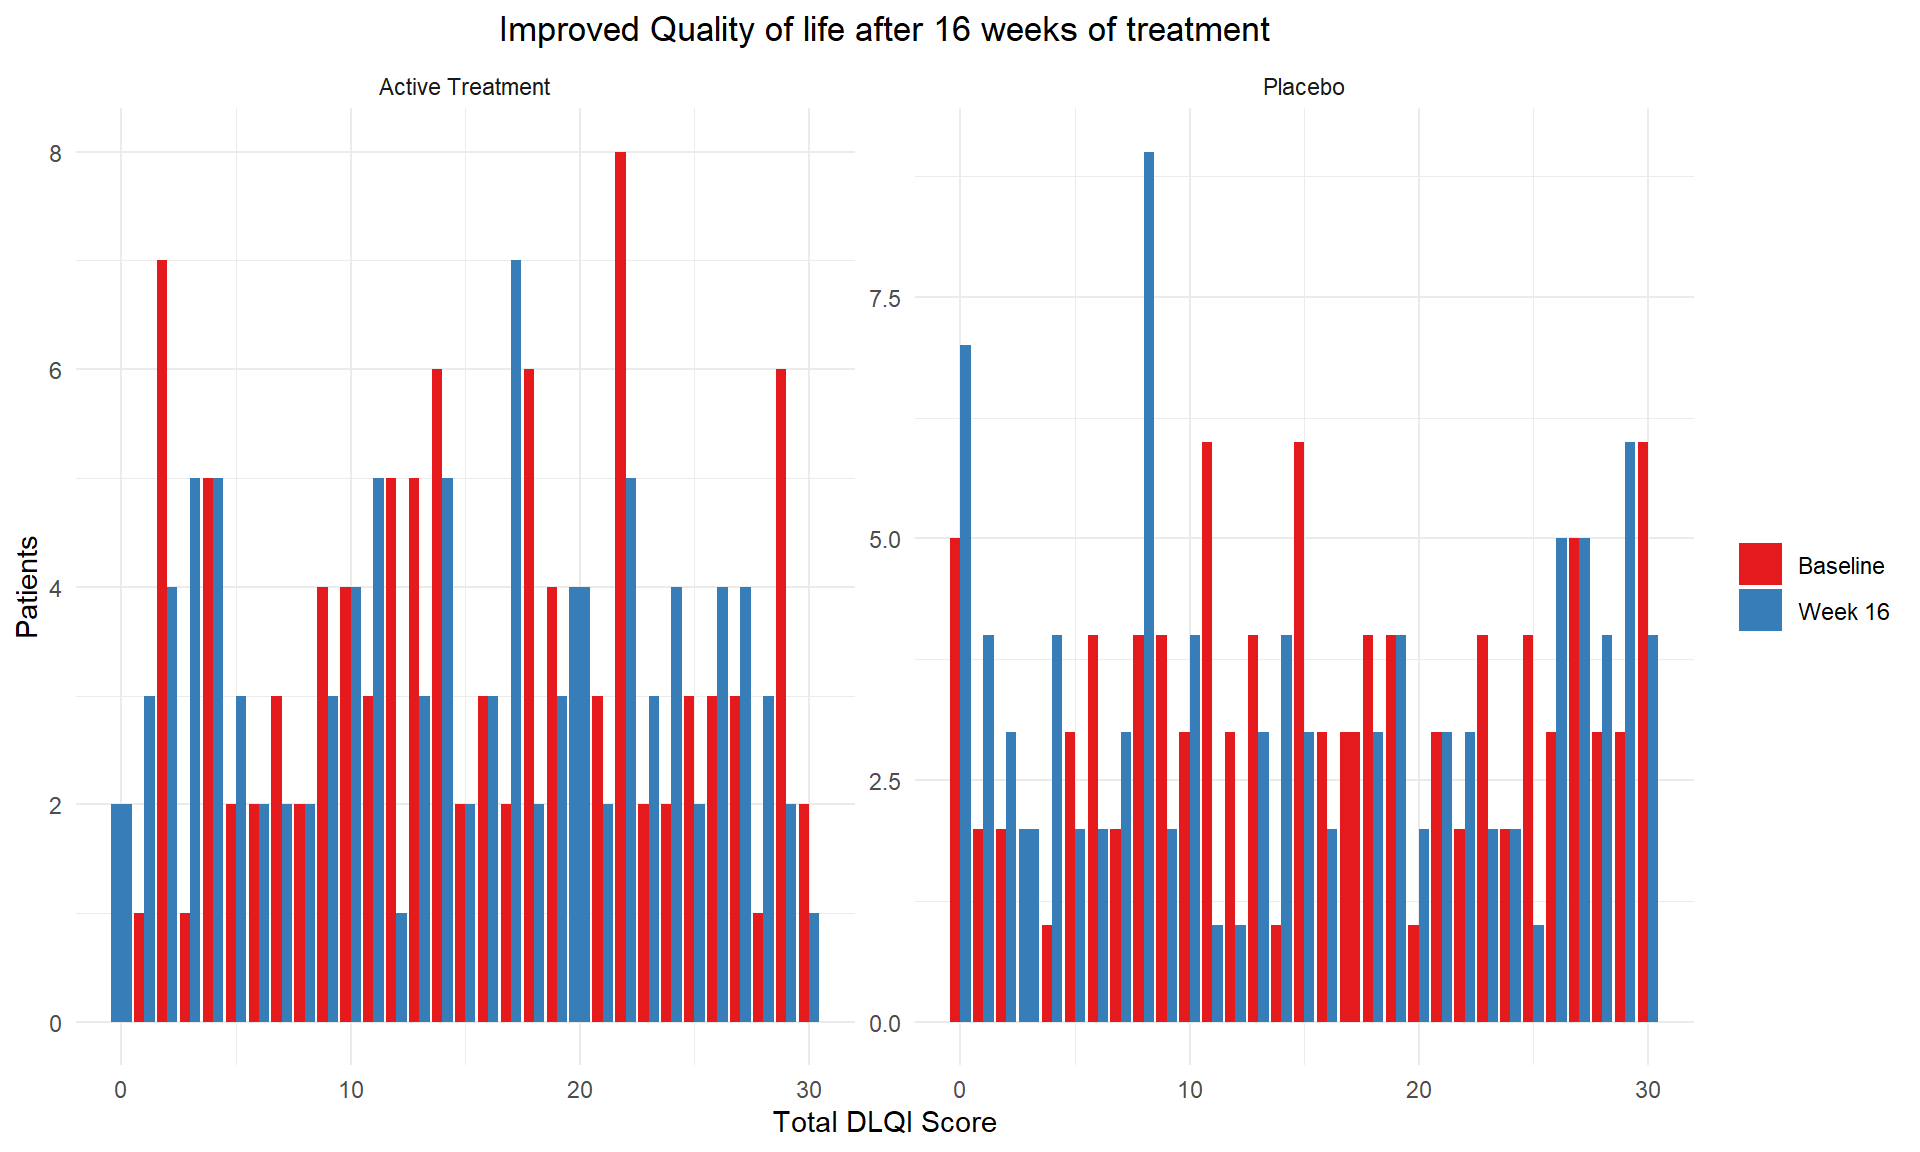 Improved Quality of life after 16 weeks of treatment
Active Treatment
Placebo
8
6
4
2
0
7.5
5.0
2.5
0.0
Patients
0 10 20 30
0 10 20 30
Total DLQI Score
Baseline
Week 16